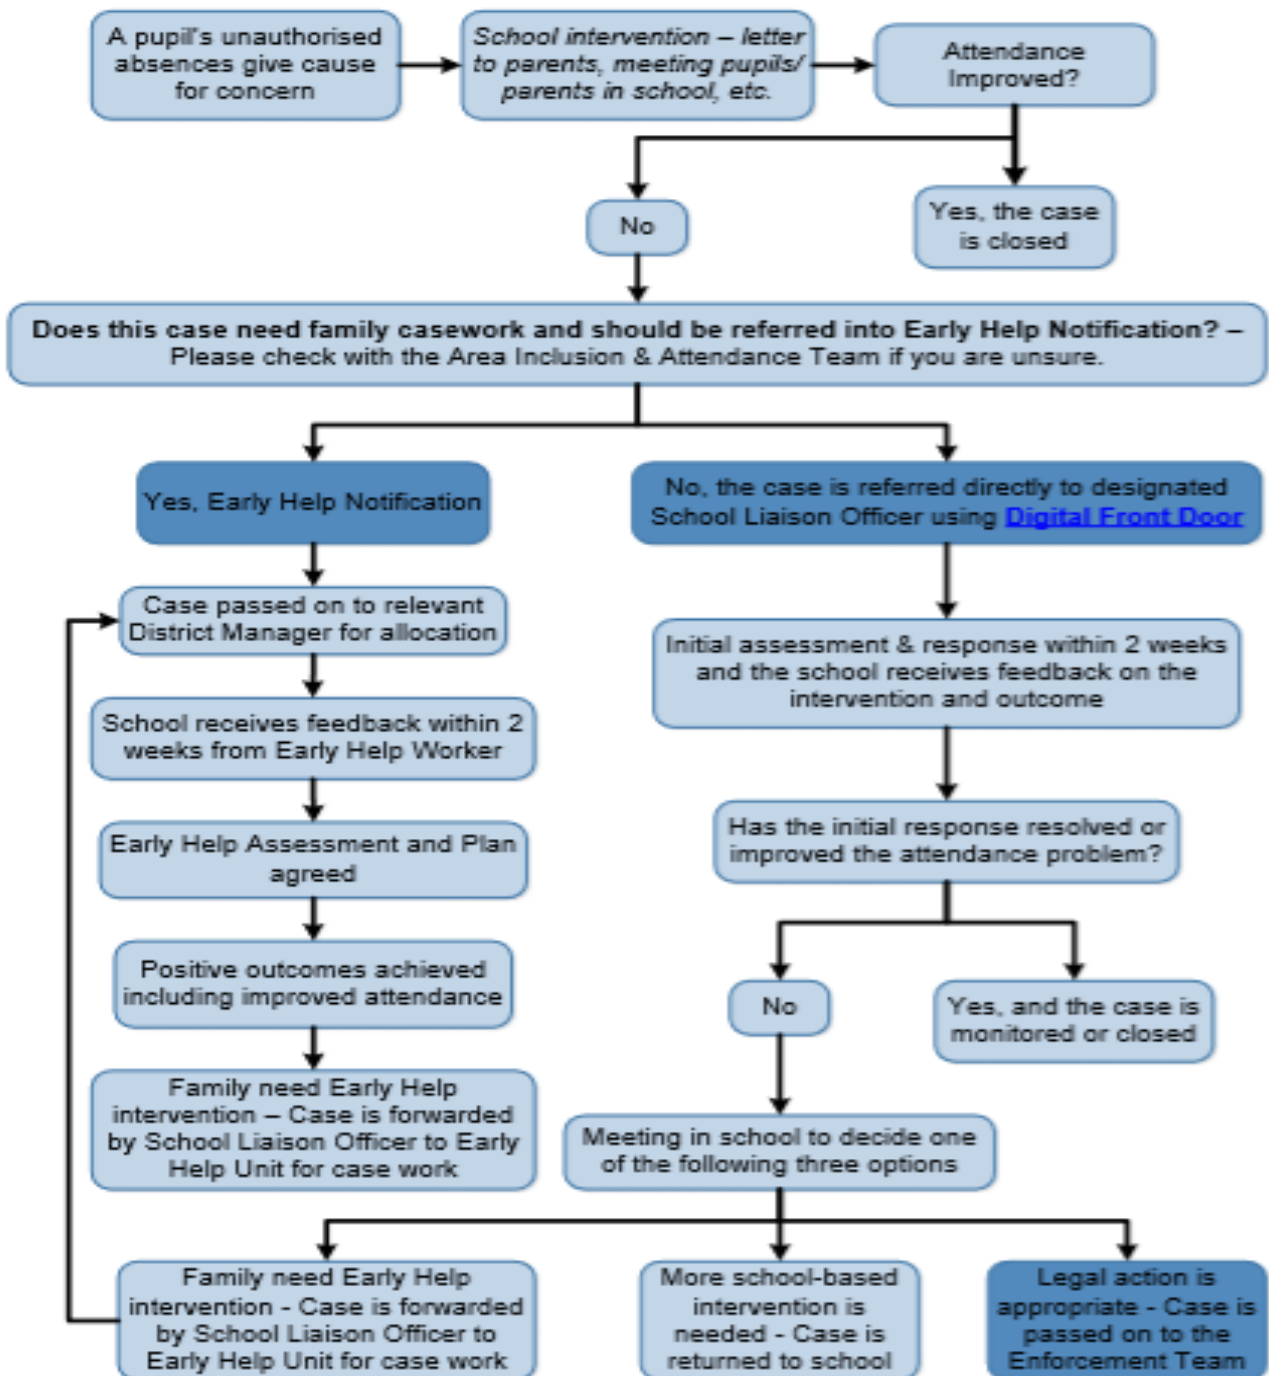 A pupil's unauthorised
absences give cause
for concern
School intervention – letter
to parents, meeting pupils/
parents in school, etc.
Attendance
Improved?
No
Yes, the case
is closed
Does this case need family casework and should be referred into Early Help Notification? –
Please check with the Area Inclusion & Attendance Team if you are unsure.
Yes, Early Help Notification
No, the case is referred directly to designated
School Liaison Officer using Digital Front Door
Case passed on to relevant
District Manager for allocation
School receives feedback within 2
weeks from Early Help Worker
Early Help Assessment and Plan
agreed
Positive outcomes achieved
including improved attendance
Family need Early Help
intervention – Case is forwarded
by School Liaison Officer to Early
Help Unit for case work
Initial assessment & response within 2 weeks
and the school receives feedback on the
intervention and outcome
Has the initial response resolved or
improved the attendance problem?
No
Yes, and the case is
monitored or closed
Meeting in school to decide one
of the following three options
Family need Early Help
intervention - Case is forwarded
by School Liaison Officer to
Early Help Unit for case work
More school-based
intervention is
needed - Case is
returned to school
Legal action is
appropriate - Case is
passed on to the
Enforcement Team